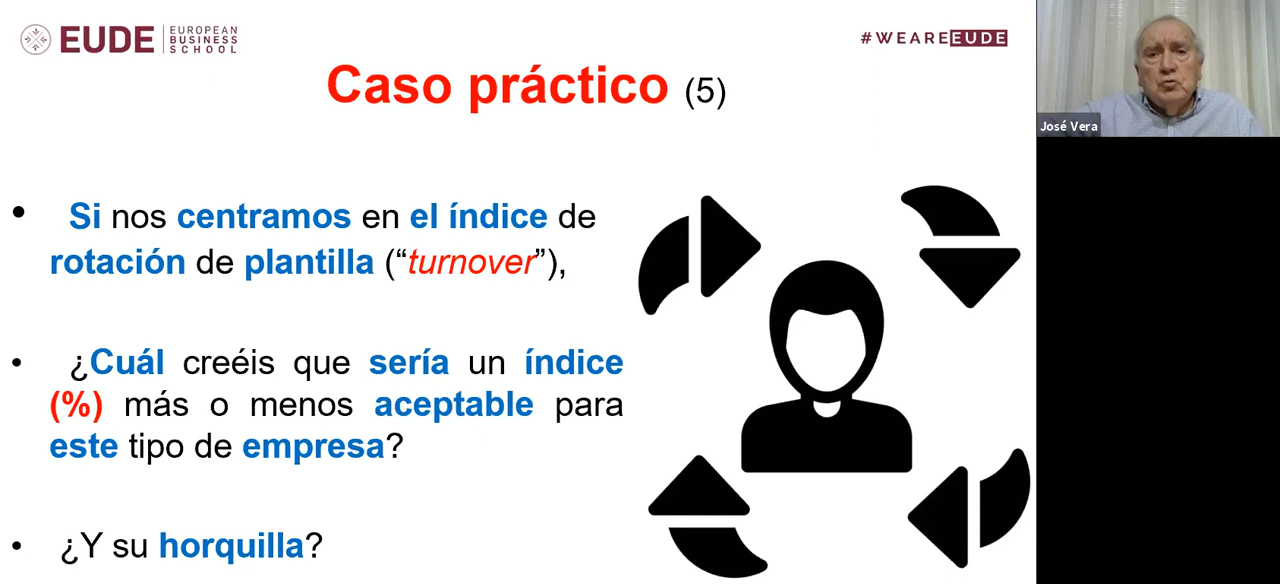 EUDE EUROPEAN
BUSINESS
SCHOOL
#WEAREEUDE
Caso práctico (5)
José Vera
• Si nos centramos en el índice de
rotación de plantilla (“turnover”),
• ¿Cuál creéis que sería un índice
(%) más o menos aceptable para
este tipo de empresa?
• ¿Y su horquilla?